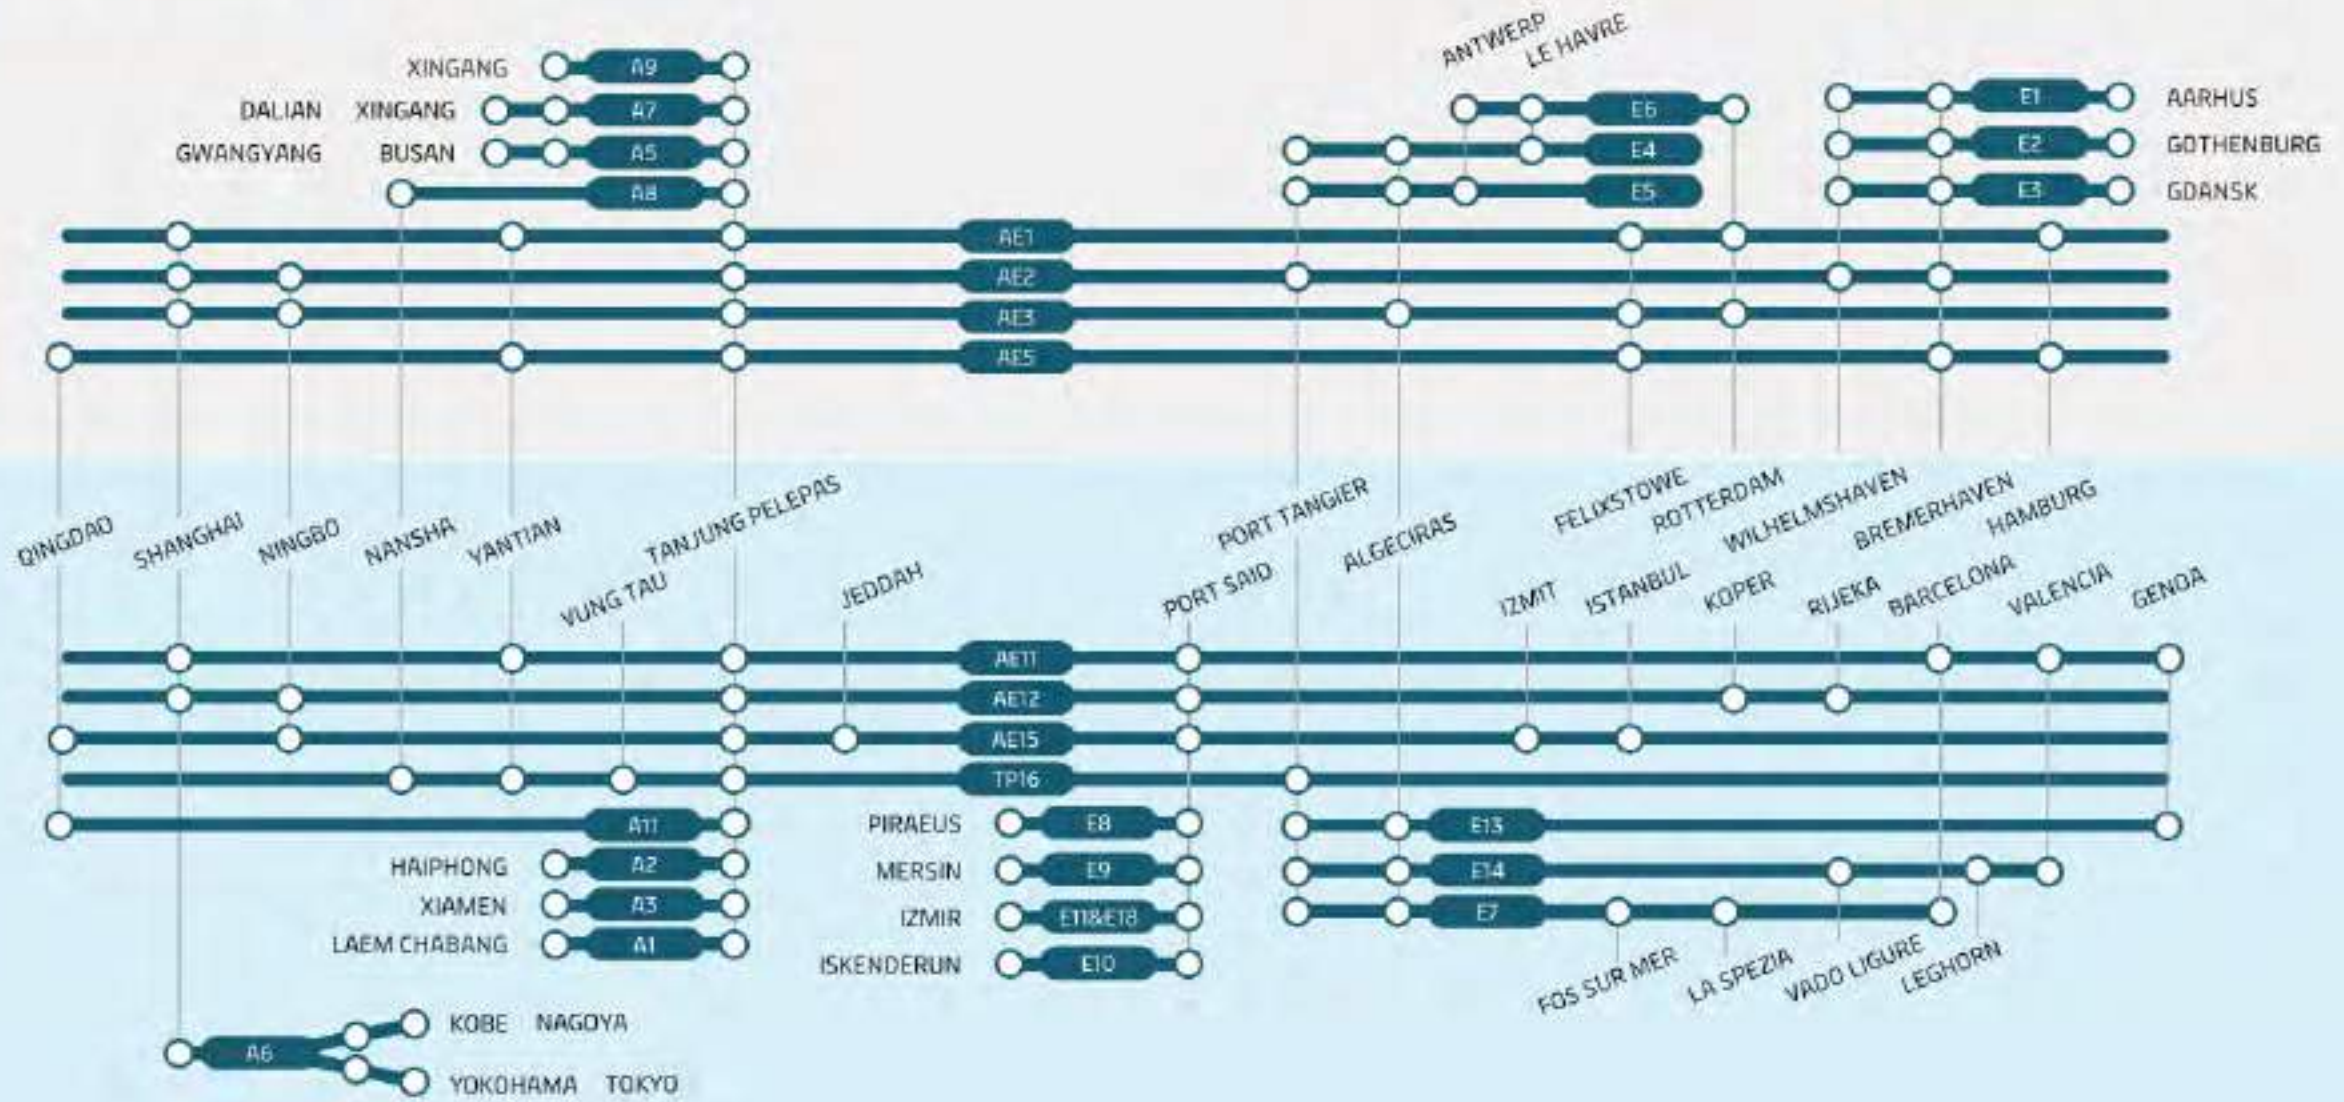 ANTWERP
LE HAVRE
XINGANG A9
DALIAN XINGANG A7
GWANGYANG BUSAN A5
A8
E6
E4
E5
E1 AARHUS
E2 GOTHENBURG
E3 GDANSK
AE1
AE2
AE3
AE5
QINGDAO
SHANGHAI
NINGBO
NANSHA
YANTIAN
VUNG TAU
TANJUNG PELEPAS
JEDDAH
PORT SAID
PORT TANGIER
ALGECIRAS
FELIXSTOWE
ROTTERDAM
WILHELMSHAVEN
BREMERHAVEN
HAMBURG
IZMIT
ISTANBUL
KOPER
RIJEKA
BARCELONA
VALENCIA
GENOA
AE11
AE12
AE15
TP16
A11
HAIPHONG A2
XIAMEN A3
LAEM CHABANG A1
PIRAEUS E8
MERSIN E9
IZMIR E11&E18
ISKENDERUN E10
E13
E14
E7
FOS SUR MER
LA SPEZIA
VADO LIGURE
LEGHORN
A6
KOBE NAGOYA
YOKOHAMA TOKYO